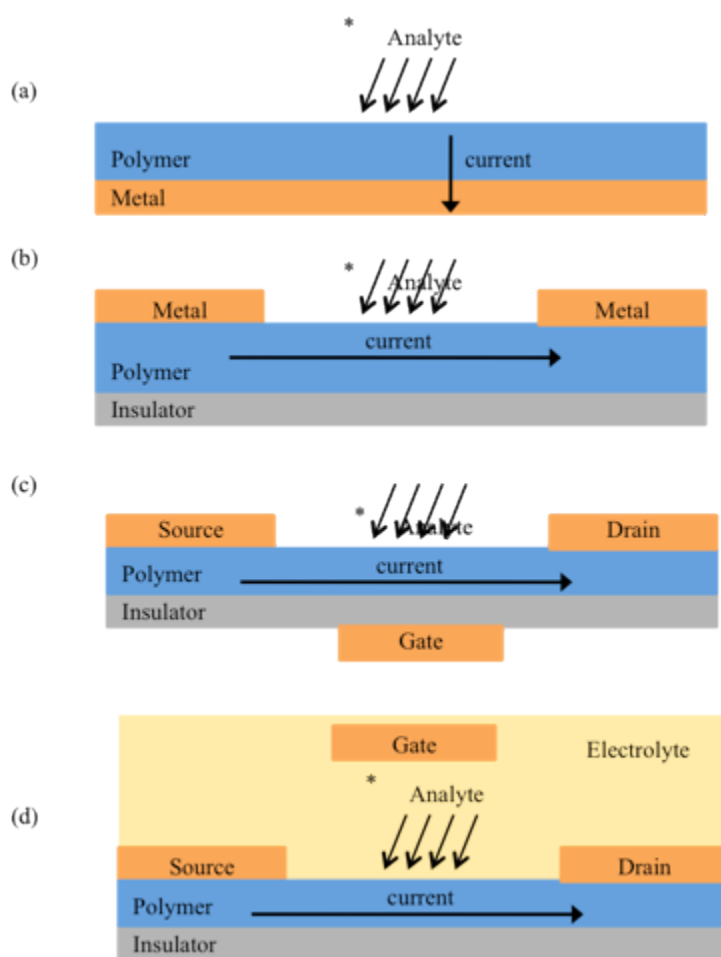 *
Analyte
(a)
Polymer
current
Metal
(b)
*
Analyte
Metal
Metal
current
Polymer
Insulator
(c)
*
Analyte
Source
Drain
current
Polymer
Insulator
Gate
Gate
Electrolyte
*
Analyte
(d)
Source
Drain
current
Polymer
Insulator